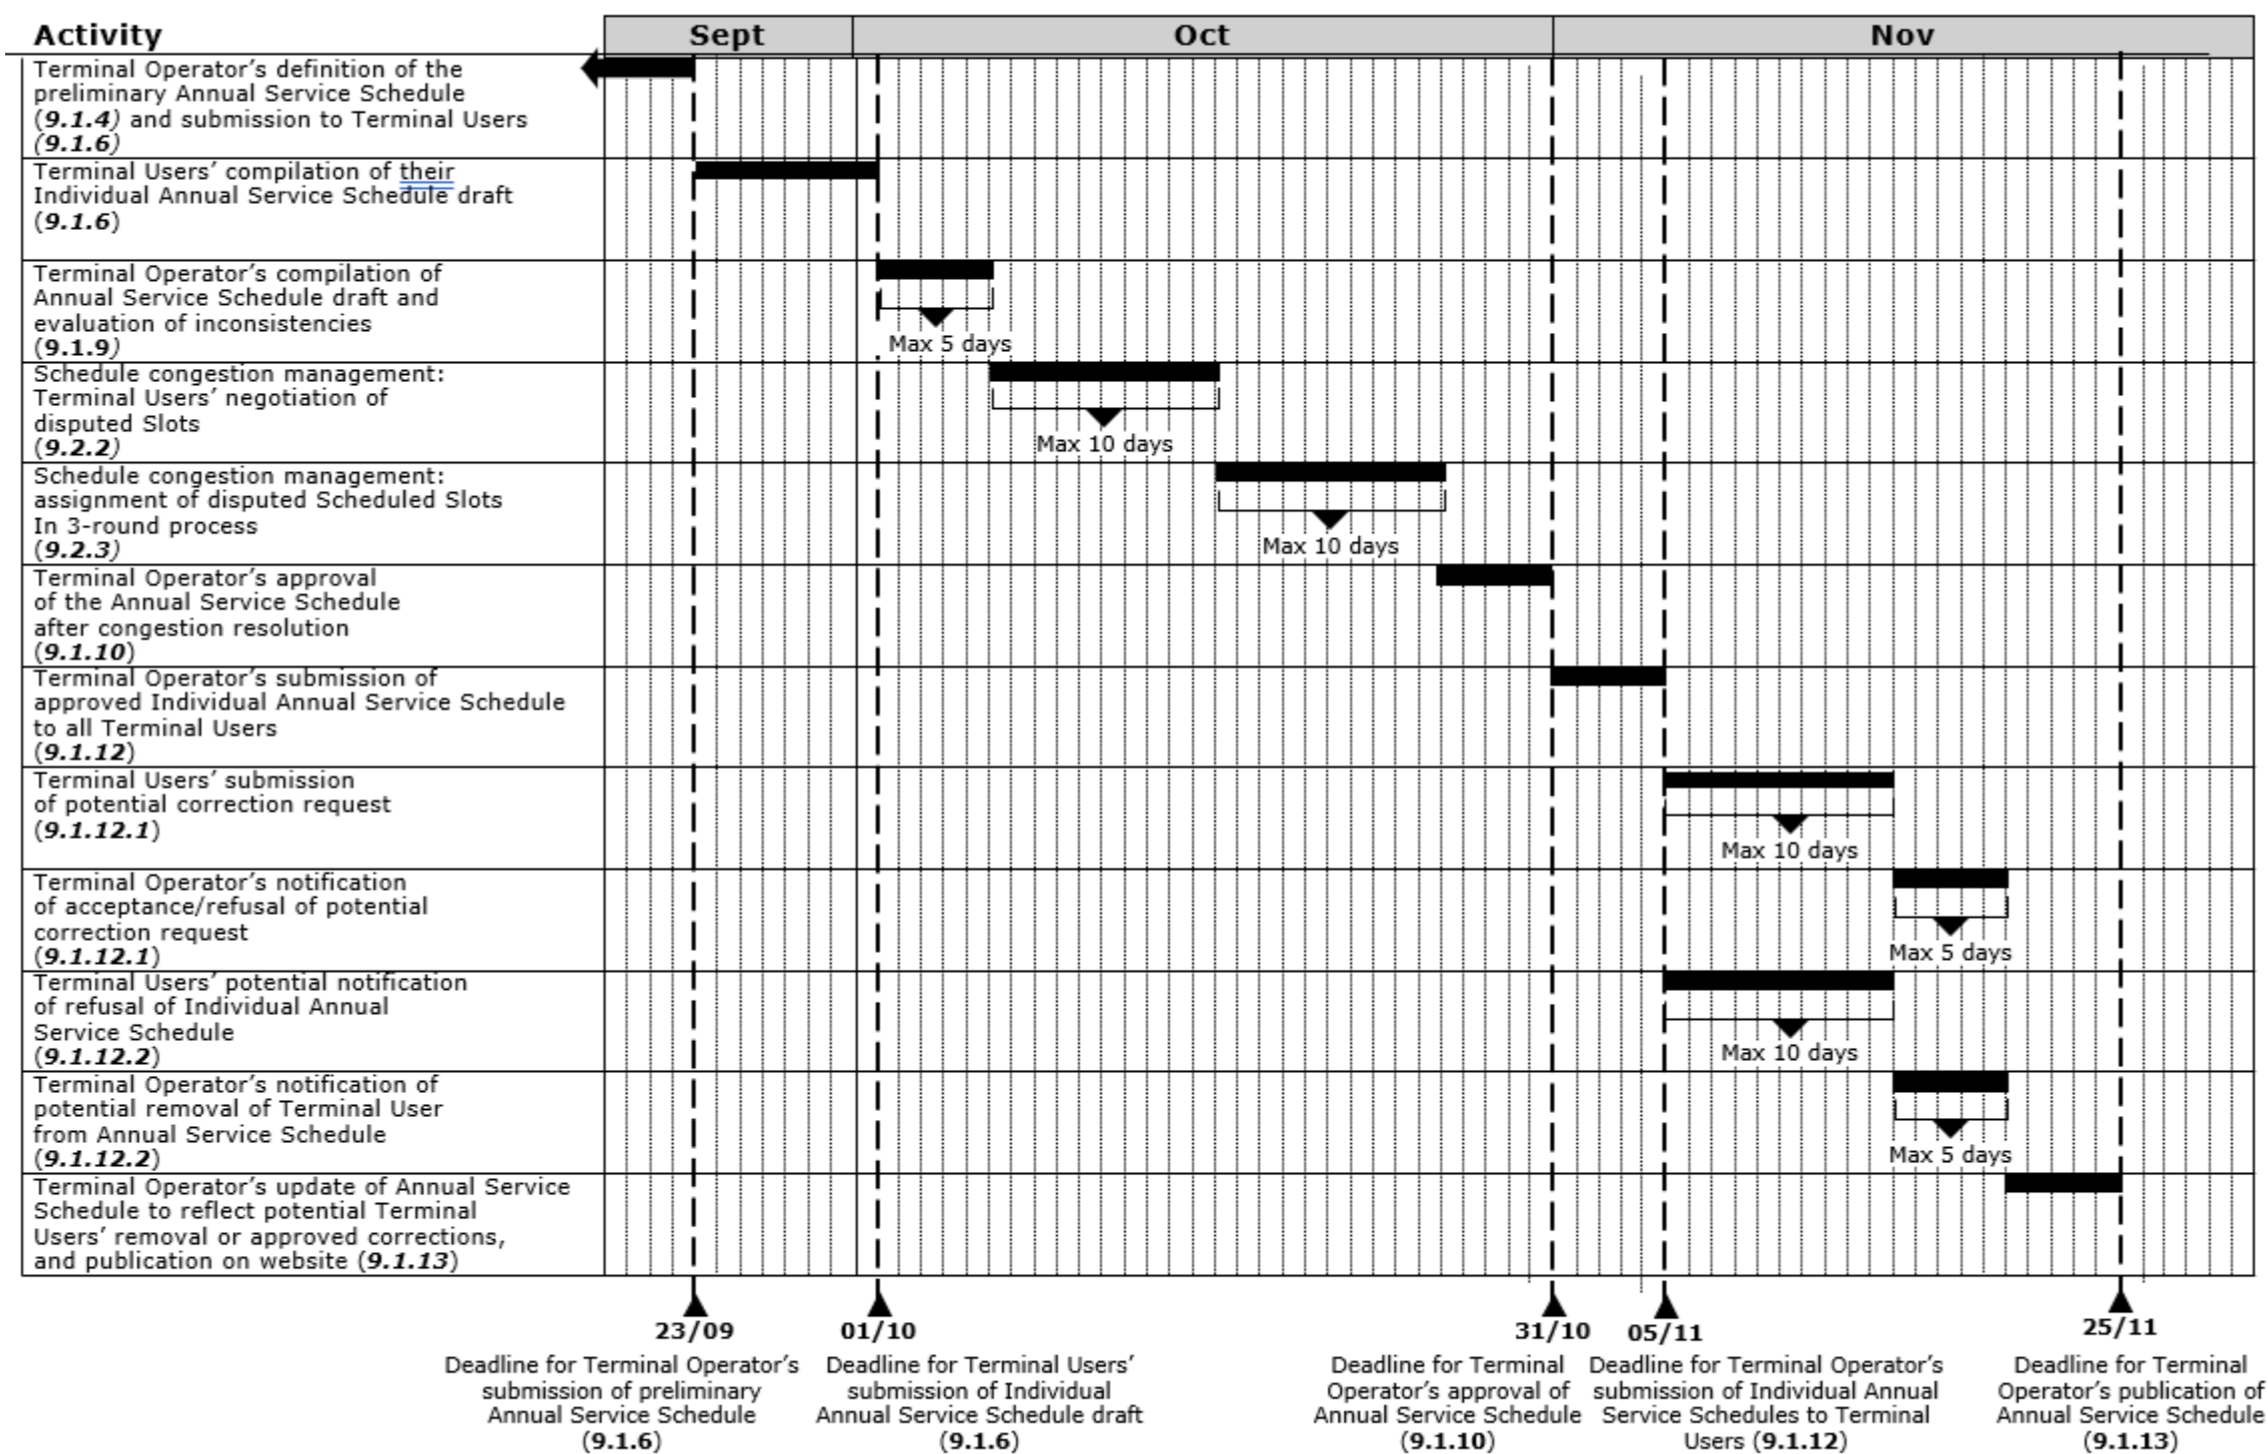 Activity
Sept
Oct
Nov
Terminal Operator's definition of the
preliminary Annual Service Schedule
(9.1.4) and submission to Terminal Users
(9.1.6)
Terminal Users' compilation of their
Individual Annual Service Schedule draft
(9.1.6)
Terminal Operator's compilation of
Annual Service Schedule draft and
evaluation of inconsistencies
(9.1.9)
Max 5 days
Schedule congestion management:
Terminal Users' negotiation of
disputed Slots
(9.2.2)
Max 10 days
Schedule congestion management:
assignment of disputed Scheduled Slots
In 3-round process
(9.2.3)
Max 10 days
Terminal Operator's approval
of the Annual Service Schedule
after congestion resolution
(9.1.10)
Terminal Operator's submission of
approved Individual Annual Service Schedule
to all Terminal Users
(9.1.12)
Terminal Users' submission
of potential correction request
(9.1.12.1)
Max 10 days
Terminal Operator's notification
of acceptance/refusal of potential
correction request
(9.1.12.1)
Max 5 days
Terminal Users' potential notification
of refusal of Individual Annual
Service Schedule
(9.1.12.2)
Max 10 days
Terminal Operator's notification of
potential removal of Terminal User
from Annual Service Schedule
(9.1.12.2)
Max 5 days
Terminal Operator's update of Annual Service
Schedule to reflect potential Terminal
Users' removal or approved corrections,
and publication on website (9.1.13)
23/09
Deadline for Terminal Operator's
submission of preliminary
Annual Service Schedule
(9.1.6)
01/10
Deadline for Terminal Users'
submission of Individual
Annual Service Schedule draft
(9.1.6)
31/10
Deadline for Terminal
Operator's approval of
Annual Service Schedule
(9.1.10)
05/11
Deadline for Terminal Operator's
submission of Individual Annual
Service Schedules to Terminal
Users (9.1.12)
25/11
Deadline for Terminal
Operator's publication of
Annual Service Schedule
(9.1.13)